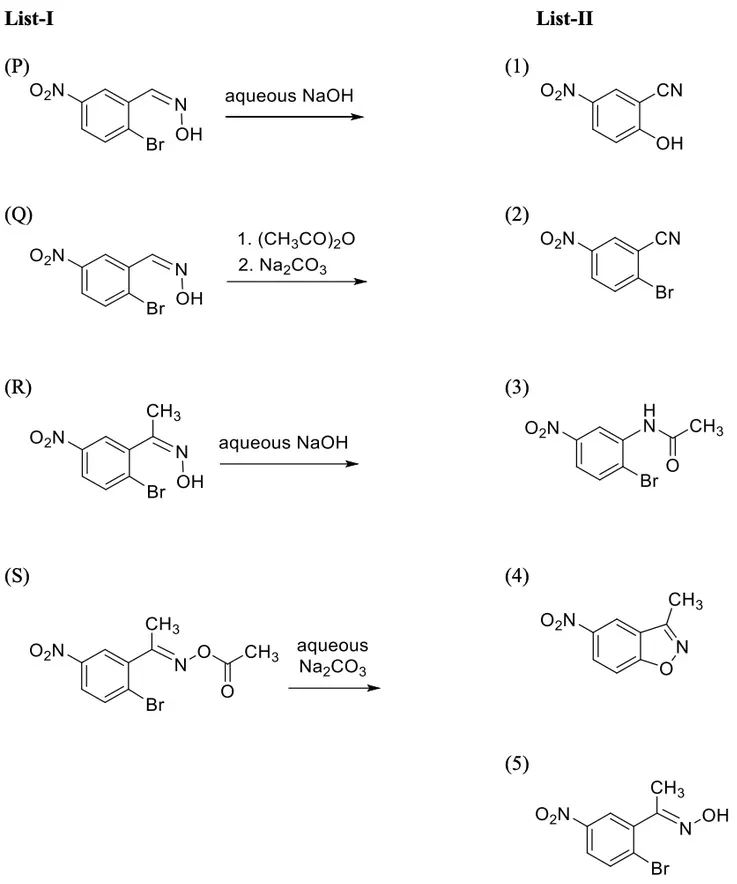 List-I List-II
(P) (1)
O₂N N OH Br aqueous NaOH O₂N CN OH
(Q) (2)
O₂N N OH Br 1. (CH₃CO)₂O O₂N CN Br
2. Na₂CO₃
(R) (3)
CH₃ O₂N N OH Br aqueous NaOH O₂N H N CH₃ O Br
(S) (4)
CH₃ O₂N N O CH₃ O Br aqueous CH₃ O₂N N O
Na₂CO₃
(5)
CH₃ O₂N N OH Br